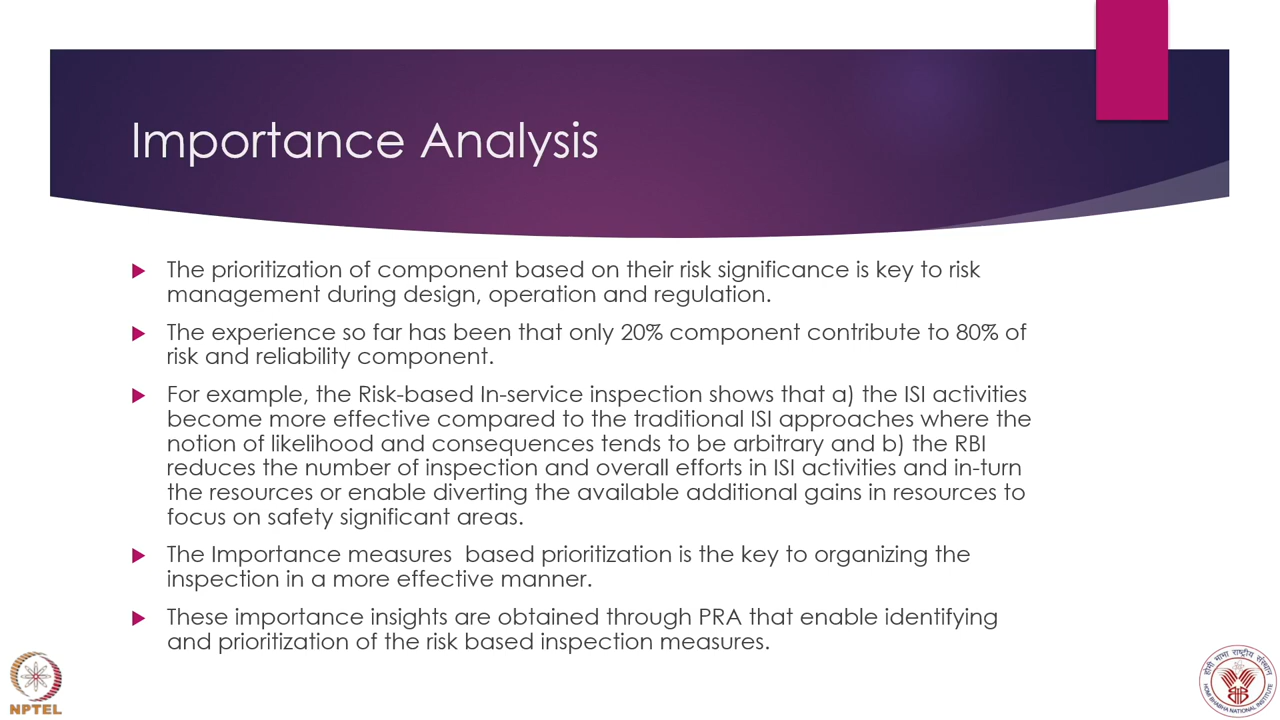 Importance Analysis
The prioritization of component based on their risk significance is key to risk
management during design, operation and regulation.
The experience so far has been that only 20% component contribute to 80% of
risk and reliability component.
For example, the Risk-based In-service inspection shows that a) the ISI activities
become more effective compared to the traditional ISI approaches where the
notion of likelihood and consequences tends to be arbitrary and b) the RBI
reduces the number of inspection and overall efforts in ISI activities and in-turn
the resources or enable diverting the available additional gains in resources to
focus on safety significant areas.
The Importance measures  based prioritization is the key to organizing the
inspection in a more effective manner.
These importance insights are obtained through PRA that enable identifying
and prioritization of the risk based inspection measures.
NPTEL
होमी भाभा राष्ट्रीय संस्थान
HOMI BHABHA NATIONAL INSTITUTE